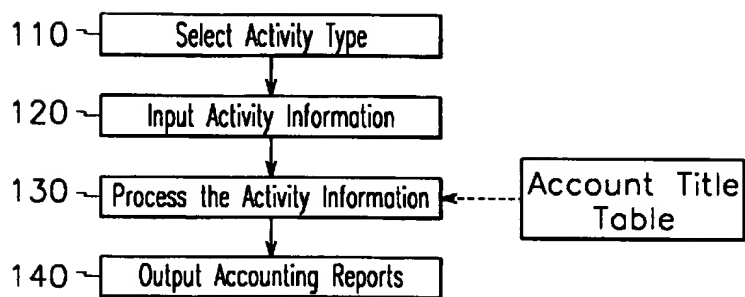 110
Select Activity Type
120
Input Activity Information
130
Process the Activity Information
Account Title
Table
140
Output Accounting Reports